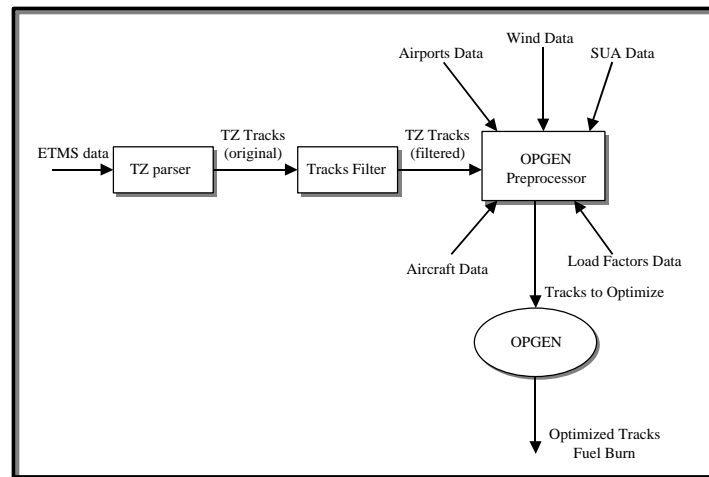 Wind Data
Airports Data
SUA Data
TZ Tracks
(original)
TZ Tracks
(filtered)
ETMS data
TZ parser
Tracks Filter
OPGEN
Preprocessor
Aircraft Data
Load Factors Data
Tracks to Optimize
OPGEN
Optimized Tracks
Fuel Burn